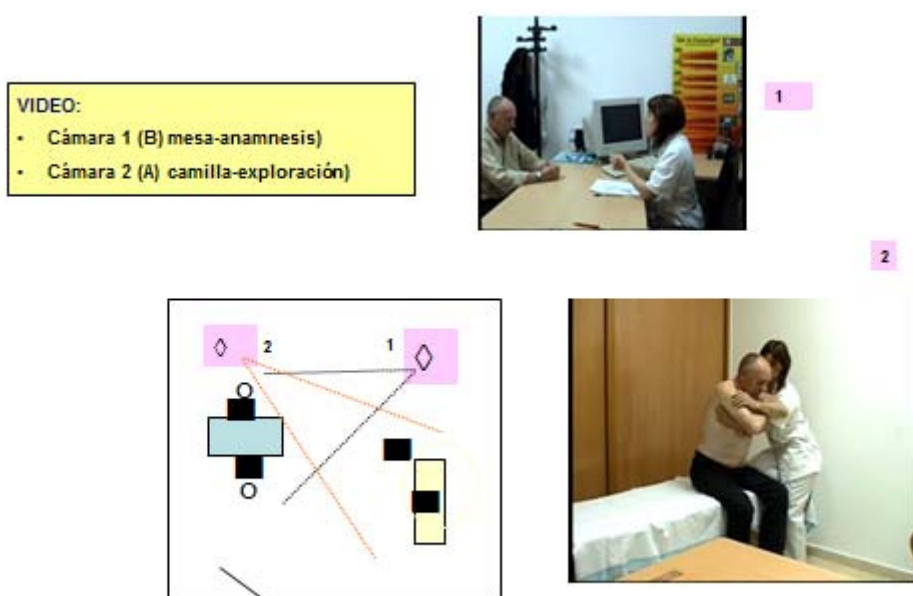 VIDEO:
• Cámara 1 (B) mesa-anamnesis)
• Cámara 2 (A) camilla-exploración)
1
2
2
1